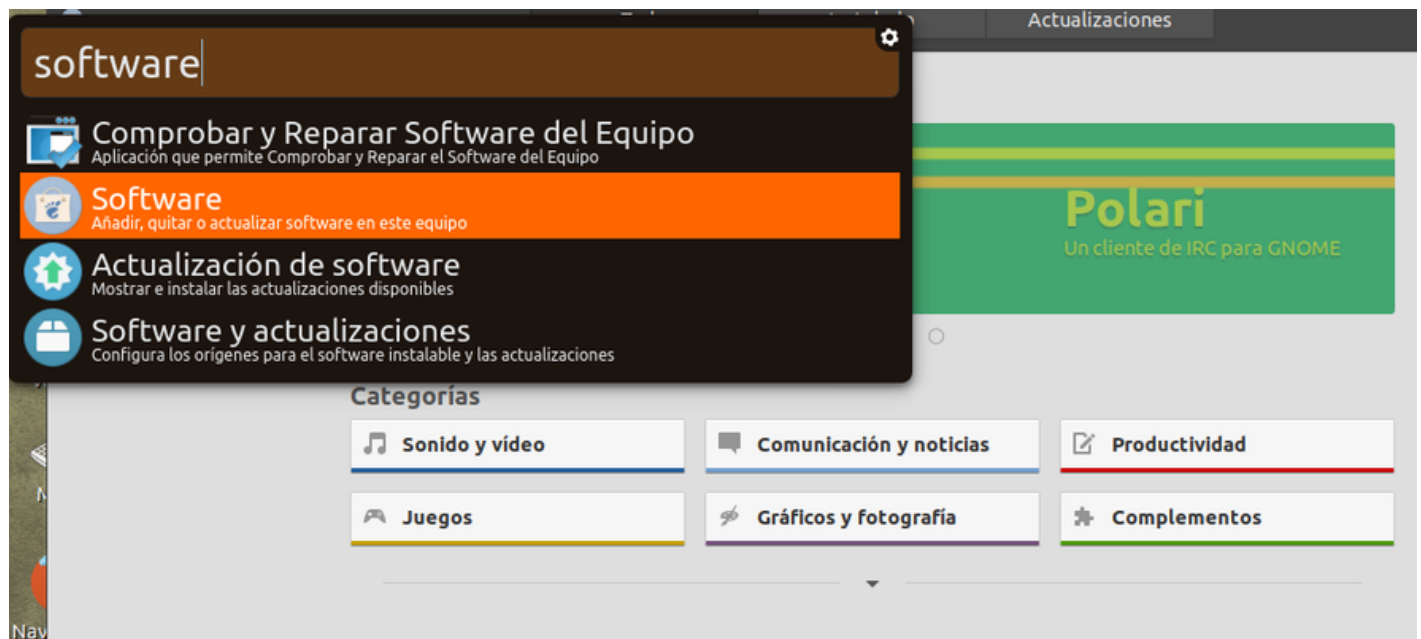 Actualizaciones
software
Comprobar y Reparar Software del Equipo
Aplicación que permite Comprobar y Reparar el Software del Equipo
Software
Añadir, quitar o actualizar software en este equipo
Actualización de software
Mostrar e instalar las actualizaciones disponibles
Software y actualizaciones
Configura los orígenes para el software instalable y las actualizaciones
Polari
Un cliente de IRC para GNOME
Categorías
Sonido y vídeo
Comunicación y noticias
Productividad
Juegos
Gráficos y fotografía
Complementos
Nav